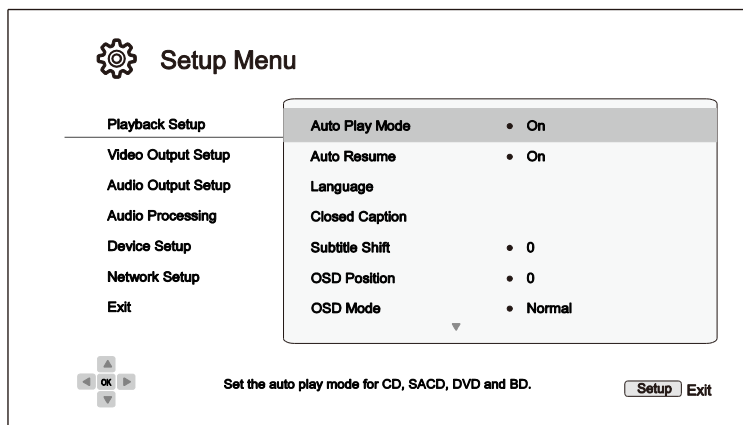 Setup Menu
Playback Setup
Video Output Setup
Audio Output Setup
Audio Processing
Device Setup
Network Setup
Exit
Auto Play Mode • On
Auto Resume • On
Language
Closed Caption
Subtitle Shift • 0
OSD Position • 0
OSD Mode • Normal
OK
Set the auto play mode for CD, SACD, DVD and BD.
Setup Exit